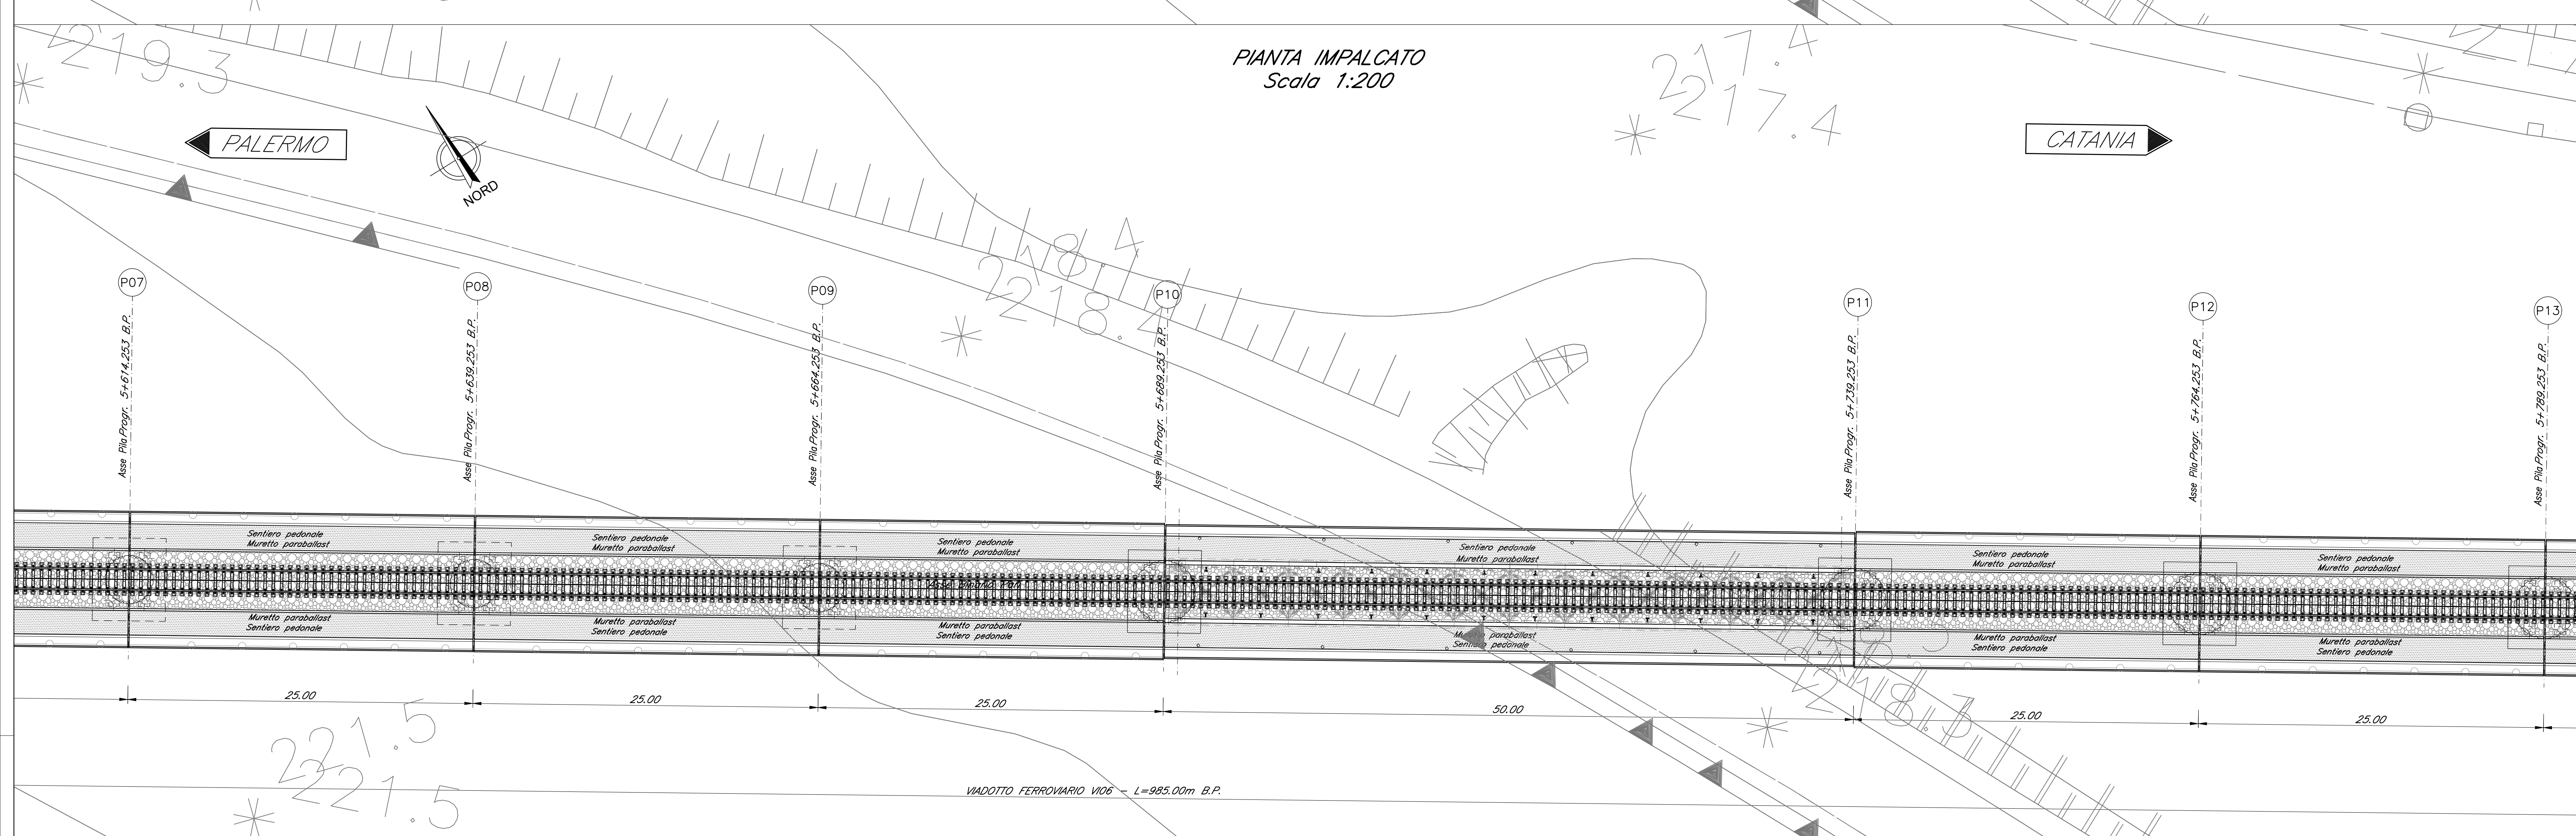 PIANTA IMPALCATO
Scala 1:200
219.3
217.4
217.4
PALERMO
NORD
CATANIA
218.4
218.4
P07
P08
P09
P10
P11
P12
P13
Asse Pila Progr. 5+614.253 B.P.
Asse Pila Progr. 5+639.253 B.P.
Asse Pila Progr. 5+664.253 B.P.
Asse Pila Progr. 5+689.253 B.P.
Asse Pila Progr. 5+739.253 B.P.
Asse Pila Progr. 5+764.253 B.P.
Asse Pila Progr. 5+789.253 B.P.
Sentiero pedonale
Muretto paraballast
Sentiero pedonale
Muretto paraballast
Sentiero pedonale
Muretto paraballast
Sentiero pedonale
Muretto paraballast
Sentiero pedonale
Muretto paraballast
Sentiero pedonale
Muretto paraballast
Muretto paraballast
Sentiero pedonale
Muretto paraballast
Sentiero pedonale
Muretto paraballast
Sentiero pedonale
Muretto paraballast
Sentiero pedonale
Muretto paraballast
Sentiero pedonale
Muretto paraballast
Sentiero pedonale
25.00
25.00
25.00
50.00
25.00
25.00
221.5
221.5
218.5
218.5
VIADOTTO FERROVIARIO VI06 - L=985.00m B.P.